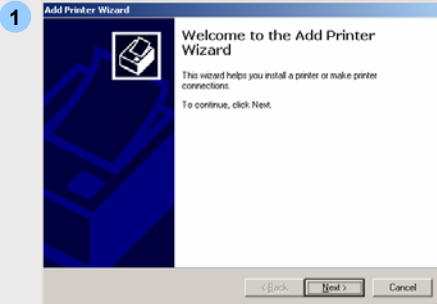 1
Add Printer Wizard
Welcome to the Add Printer
Wizard
This wizard helps you install a printer or make printer
connections.
To continue, click Next.
< Back
Next >
Cancel